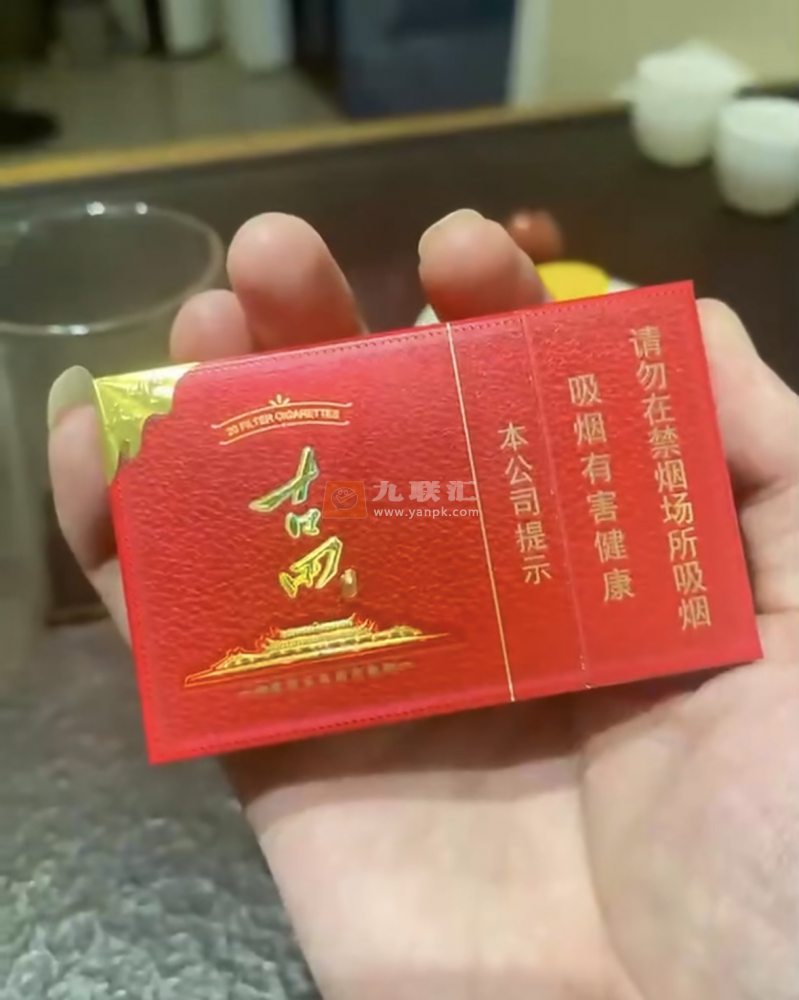 20 FILTER CIGARETTES
九联汇
www.yanpk.com
本公司提示
吸烟有害健康
请勿在禁烟场所吸烟